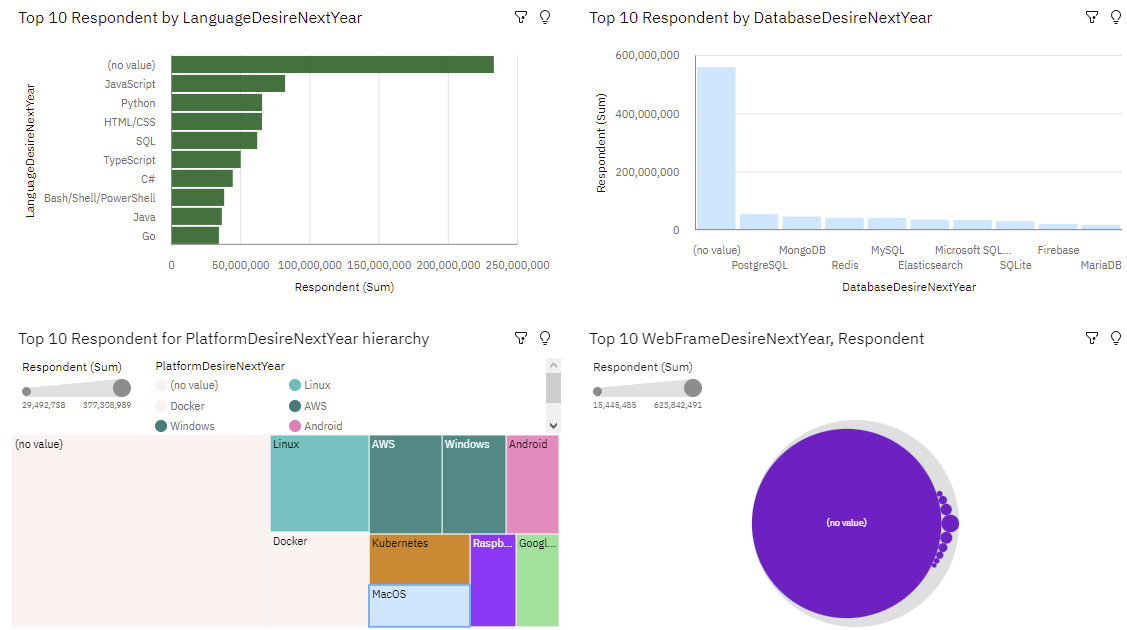 Top 10 Respondent by LanguageDesireNextYear
LanguageDesireNextYear
(no value)
JavaScript
Python
HTML/CSS
SQL
TypeScript
C#
Bash/Shell/PowerShell
Java
Go
0 50,000,000 100,000,000 150,000,000 200,000,000 250,000,000
Respondent (Sum)
Top 10 Respondent by DatabaseDesireNextYear
Respondent (Sum)
600,000,000
400,000,000
200,000,000
0
(no value) MongoDB MySQL Microsoft SQL... Firebase
PostgreSQL Redis Elasticsearch SQLite MariaDB
DatabaseDesireNextYear
Top 10 Respondent for PlatformDesireNextYear hierarchy
Respondent (Sum)
29,492,738 377,308,989
PlatformDesireNextYear
(no value) Linux
Docker AWS
Windows Android
(no value)
Linux
AWS
Windows
Android
Docker
Kubernetes
Raspb...
Googl...
MacOS
Top 10 WebFrameDesireNextYear, Respondent
Respondent (Sum)
15,445,485 623,842,491
(no value)